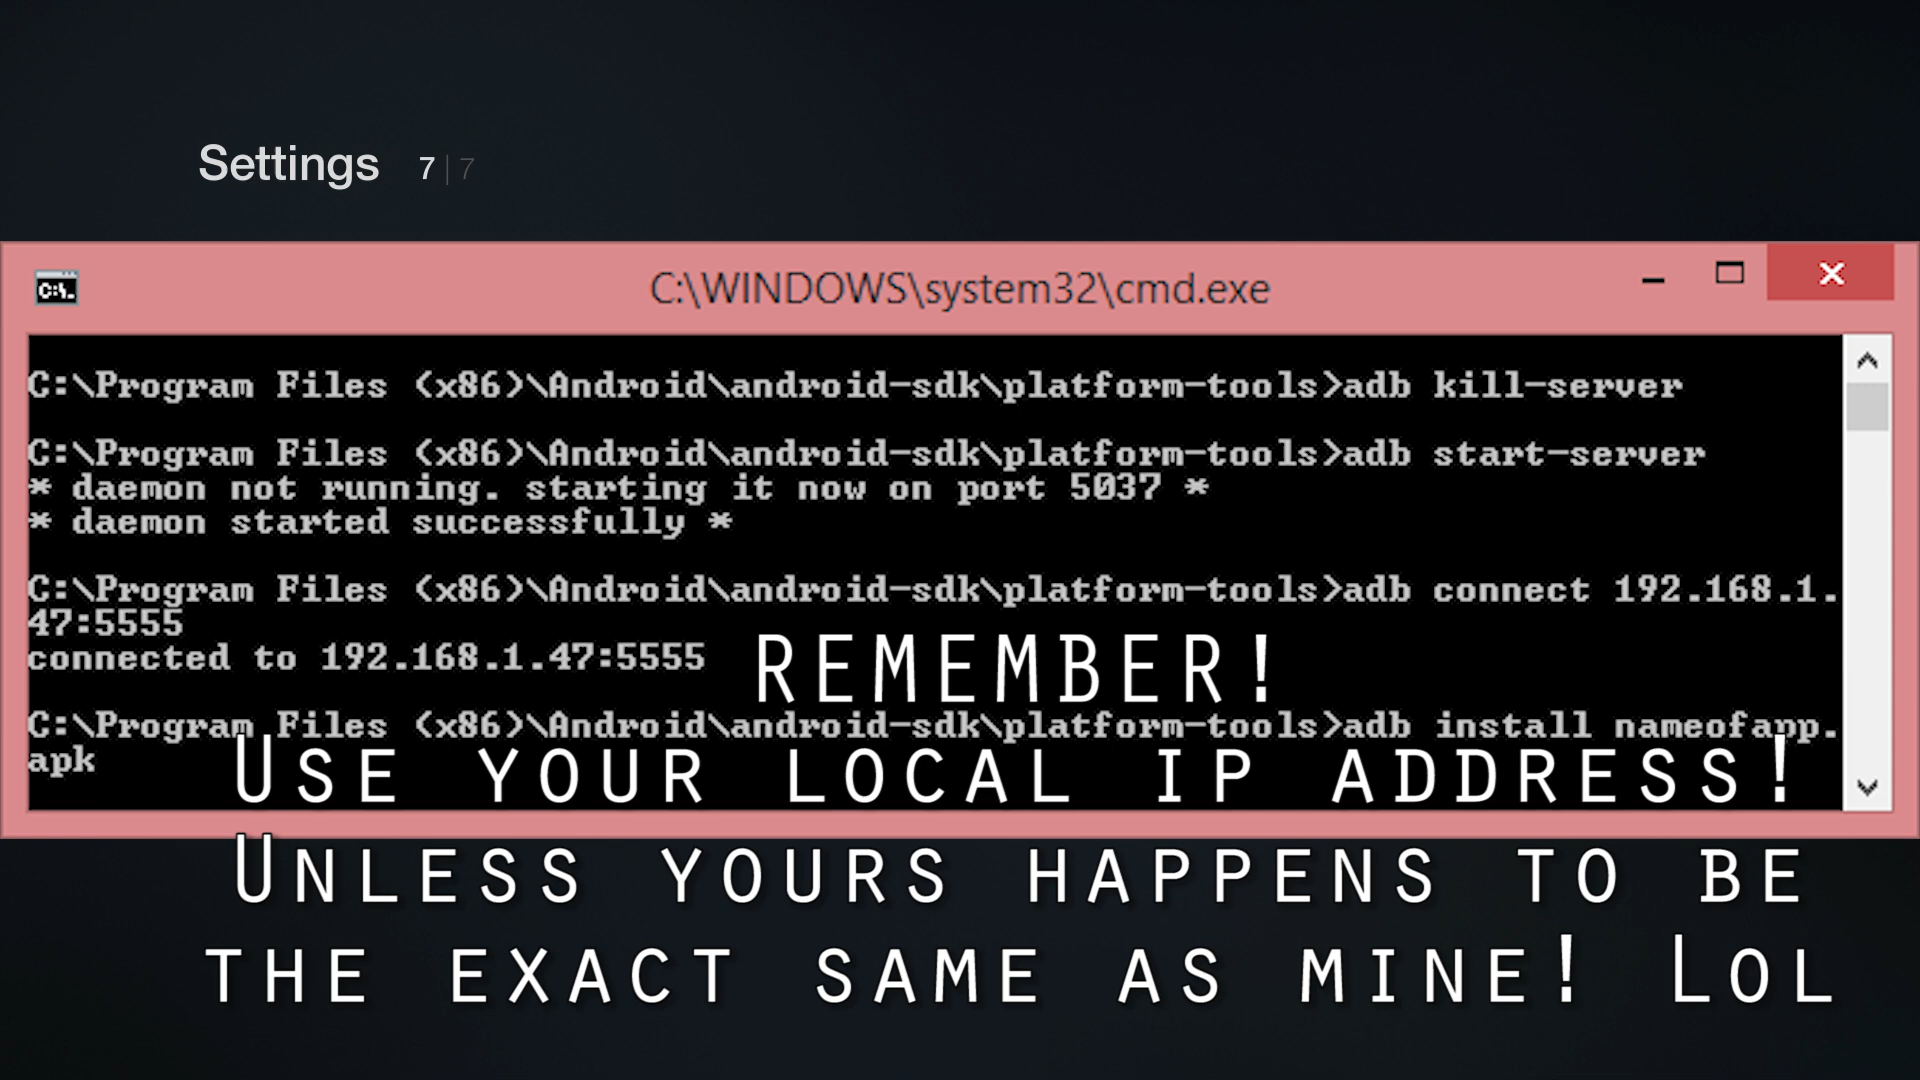 Settings 7 | 7
C:\WINDOWS\system32\cmd.exe
C:\Program Files (x86)\Android\android-sdk\platform-tools>adb kill-server
C:\Program Files (x86)\Android\android-sdk\platform-tools>adb start-server
* daemon not running. starting it now on port 5037 *
* daemon started successfully *
C:\Program Files (x86)\Android\android-sdk\platform-tools>adb connect 192.168.1.
47:5555
connected to 192.168.1.47:5555
REMEMBER!
C:\Program Files (x86)\Android\android-sdk\platform-tools>adb install nameofapp.
apk
Use your local ip address!
Unless yours happens to be
the exact same as mine! Lol